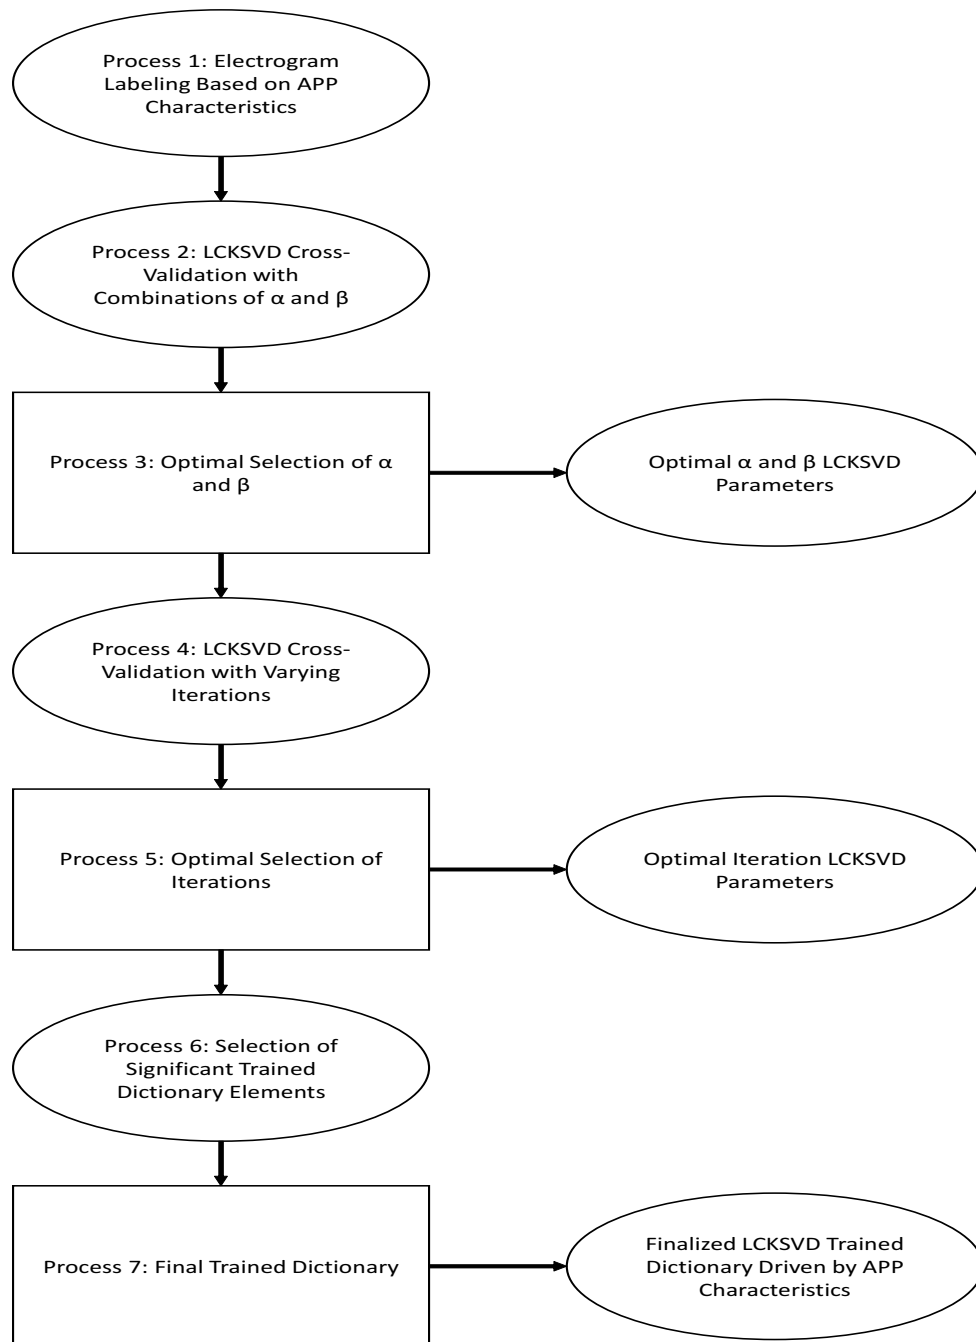 Process 1: Electrogram
Labeling Based on APP
Characteristics
Process 2: LCKSVD Cross-
Validation with
Combinations of α and β
Process 3: Optimal Selection of α
and β
Optimal α and β LCKSVD
Parameters
Process 4: LCKSVD Cross-
Validation with Varying
Iterations
Process 5: Optimal Selection of
Iterations
Optimal Iteration LCKSVD
Parameters
Process 6: Selection of
Significant Trained
Dictionary Elements
Process 7: Final Trained Dictionary
Finalized LCKSVD Trained
Dictionary Driven by APP
Characteristics